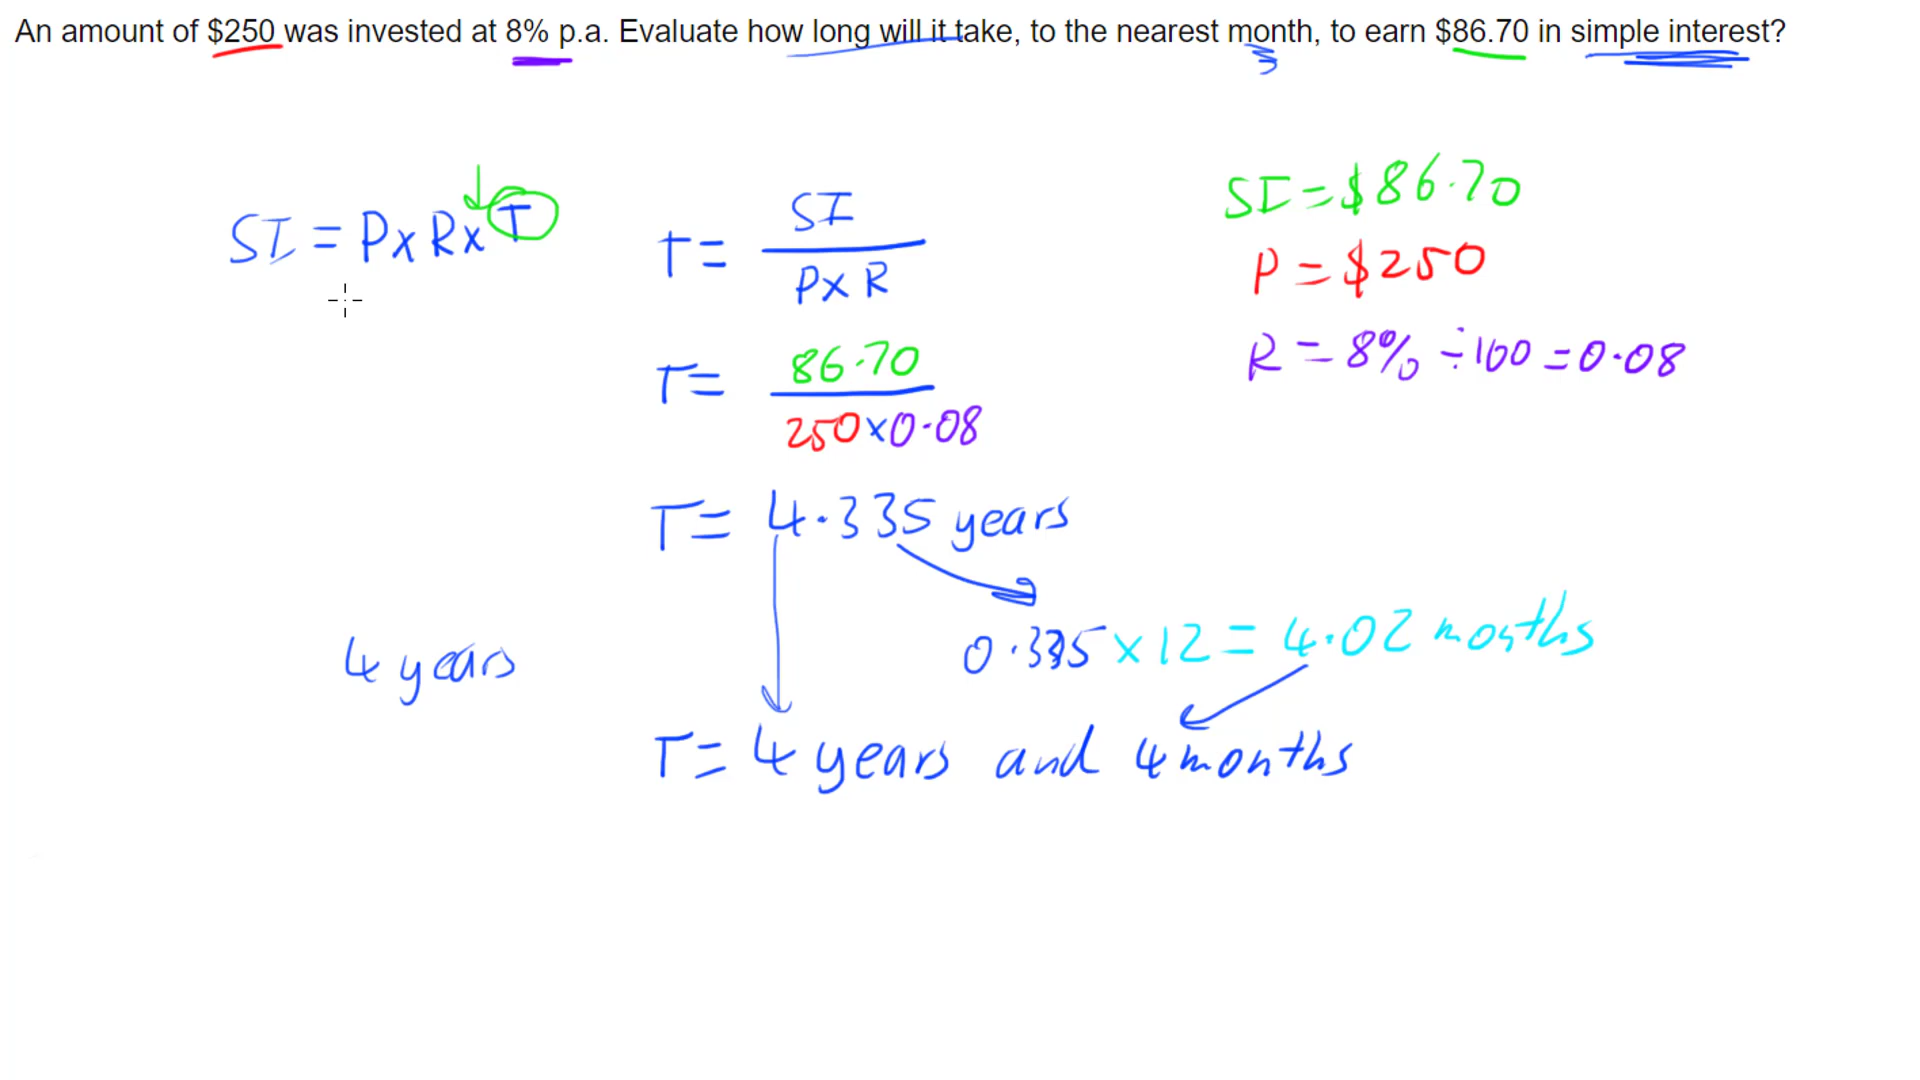 An amount of $250 was invested at 8% p.a. Evaluate how long will it take, to the nearest month, to earn $86.70 in simple interest?
SI = P x R x T
T = SI / P x R
SI = $86.70
P = $250
R = 8% ÷ 100 = 0.08
T = 86.70 / 250 x 0.08
T = 4.335 years
0.335 x 12 = 4.02 months
4 years
T = 4 years and 4 months